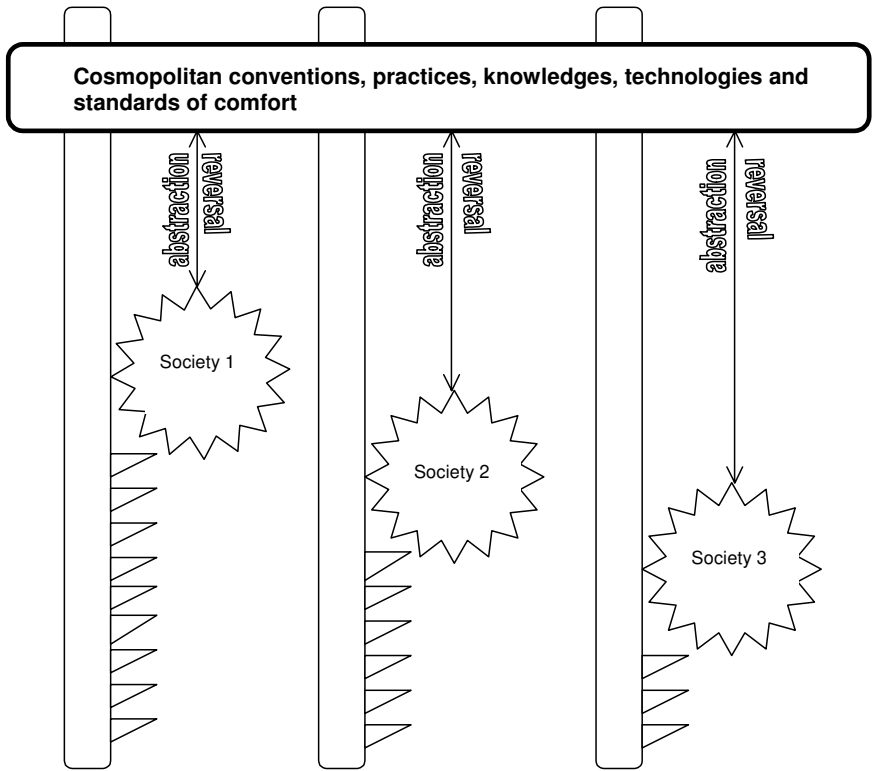 Cosmopolitan conventions, practices, knowledges, technologies and
standards of comfort
abstraction
reversal
abstraction
reversal
abstraction
reversal
Society 1
Society 2
Society 3